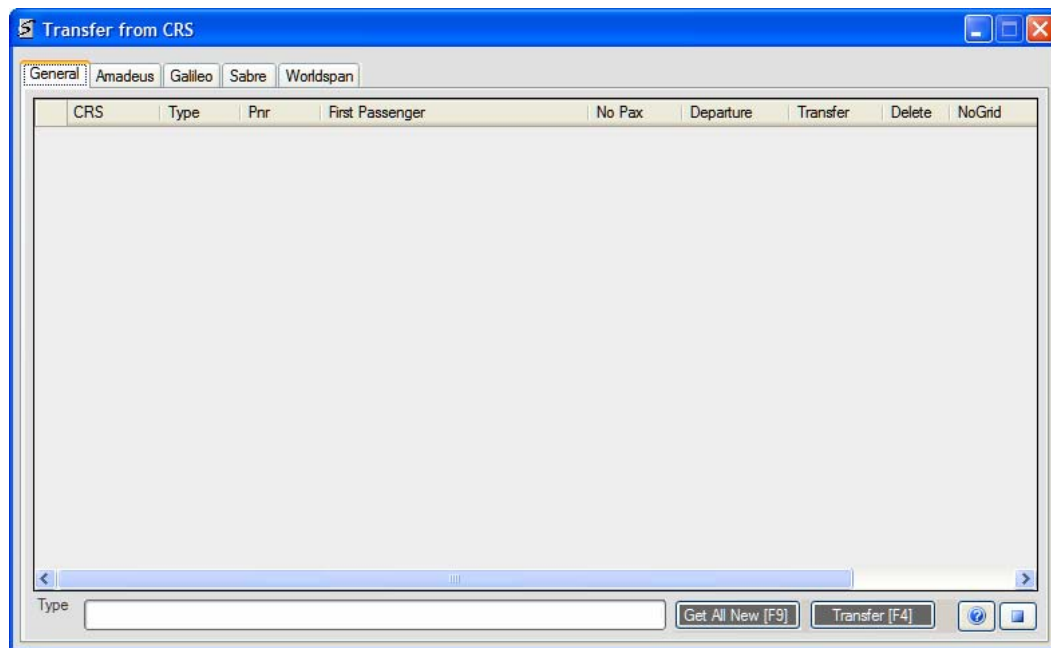 Transfer from CRS
General Amadeus Galileo Sabre Worldspan
CRS Type Pnr First Passenger No Pax Departure Transfer Delete NoGrid
Type Get All New [F9] Transfer [F4]